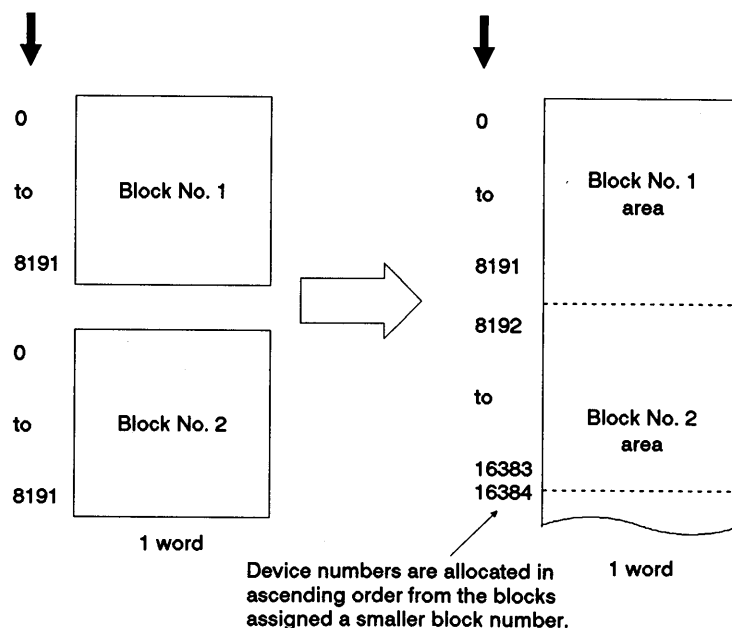 0
to
8191
Block No. 1
0
to
8191
Block No. 2
1 word
0
to
8191
Block No. 1
area
8192
to
16383
16384
Block No. 2
area
1 word
Device numbers are allocated in
ascending order from the blocks
assigned a smaller block number.